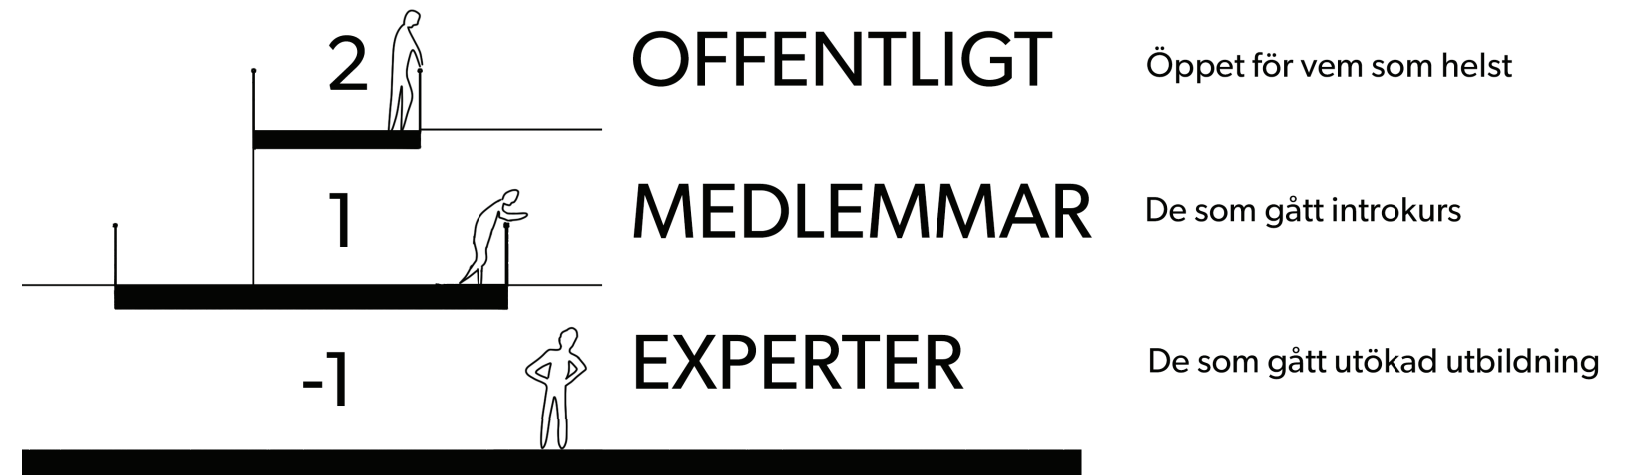 2 OFFENTLIGT Öppet för vem som helst
1 MEDLEMMAR De som gått introkurs
-1 EXPERTER De som gått utökad utbildning